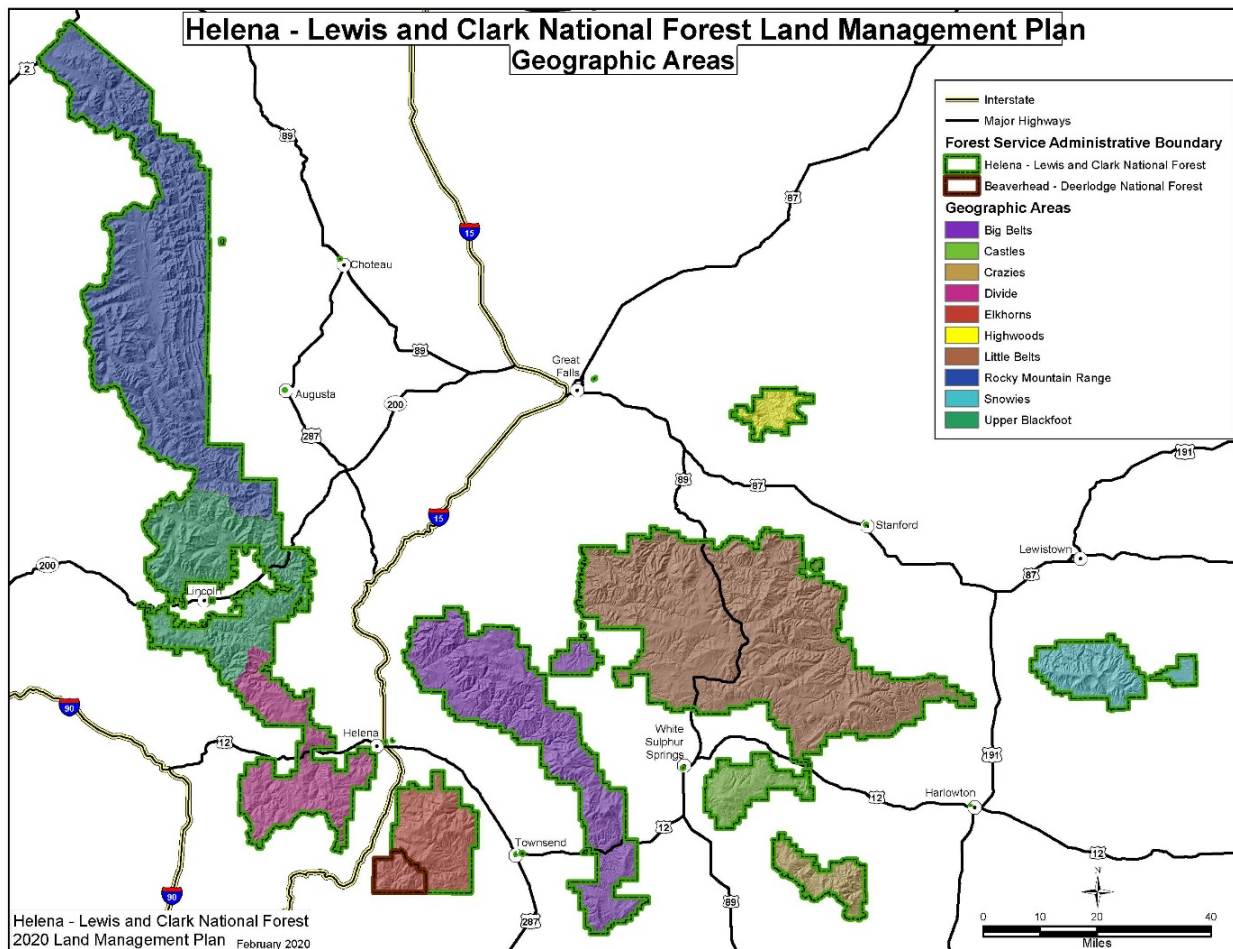 Helena - Lewis and Clark National Forest Land Management Plan
Geographic Areas
Interstate
Major Highways
Forest Service Administrative Boundary
Helena - Lewis and Clark National Forest
Beaverhead - Deerlodge National Forest
Geographic Areas
Big Belts
Castles
Crazies
Divide
Elkhorns
Highwoods
Little Belts
Rocky Mountain Range
Snowies
Upper Blackfoot
2
89
87
15
Choteau
89
Great
Falls
Augusta
200
287
89
87
191
15
Stanford
Lewistown
87
200
Lincoln
90
12
Helena
White
Sulphur
Springs
191
12
Harlowton
12
Townsend
12
90
287
89
N
0
10
20
40
Miles
Helena - Lewis and Clark National Forest
2020 Land Management Plan
February 2020